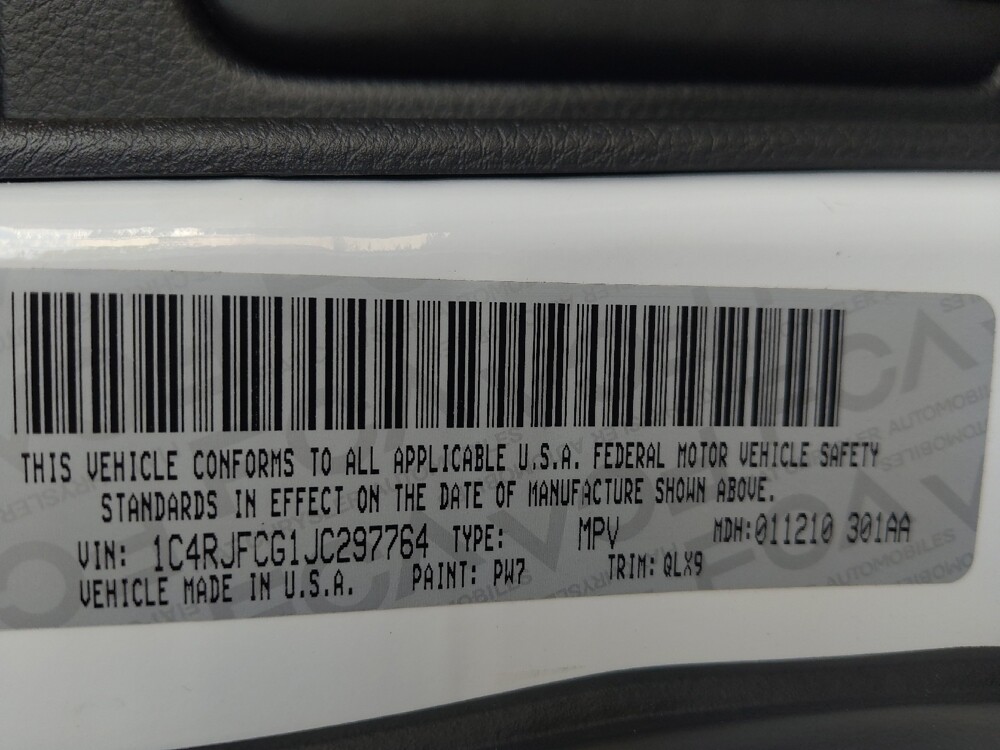 THIS VEHICLE CONFORMS TO ALL APPLICABLE U.S.A. FEDERAL MOTOR VEHICLE SAFETY
STANDARDS IN EFFECT ON THE DATE OF MANUFACTURE SHOWN ABOVE.
VIN: 1C4RJFCG1JC297764 TYPE: MPV MDH:011210 301AA
VEHICLE MADE IN U.S.A. PAINT: PW7 TRIM: QLX9